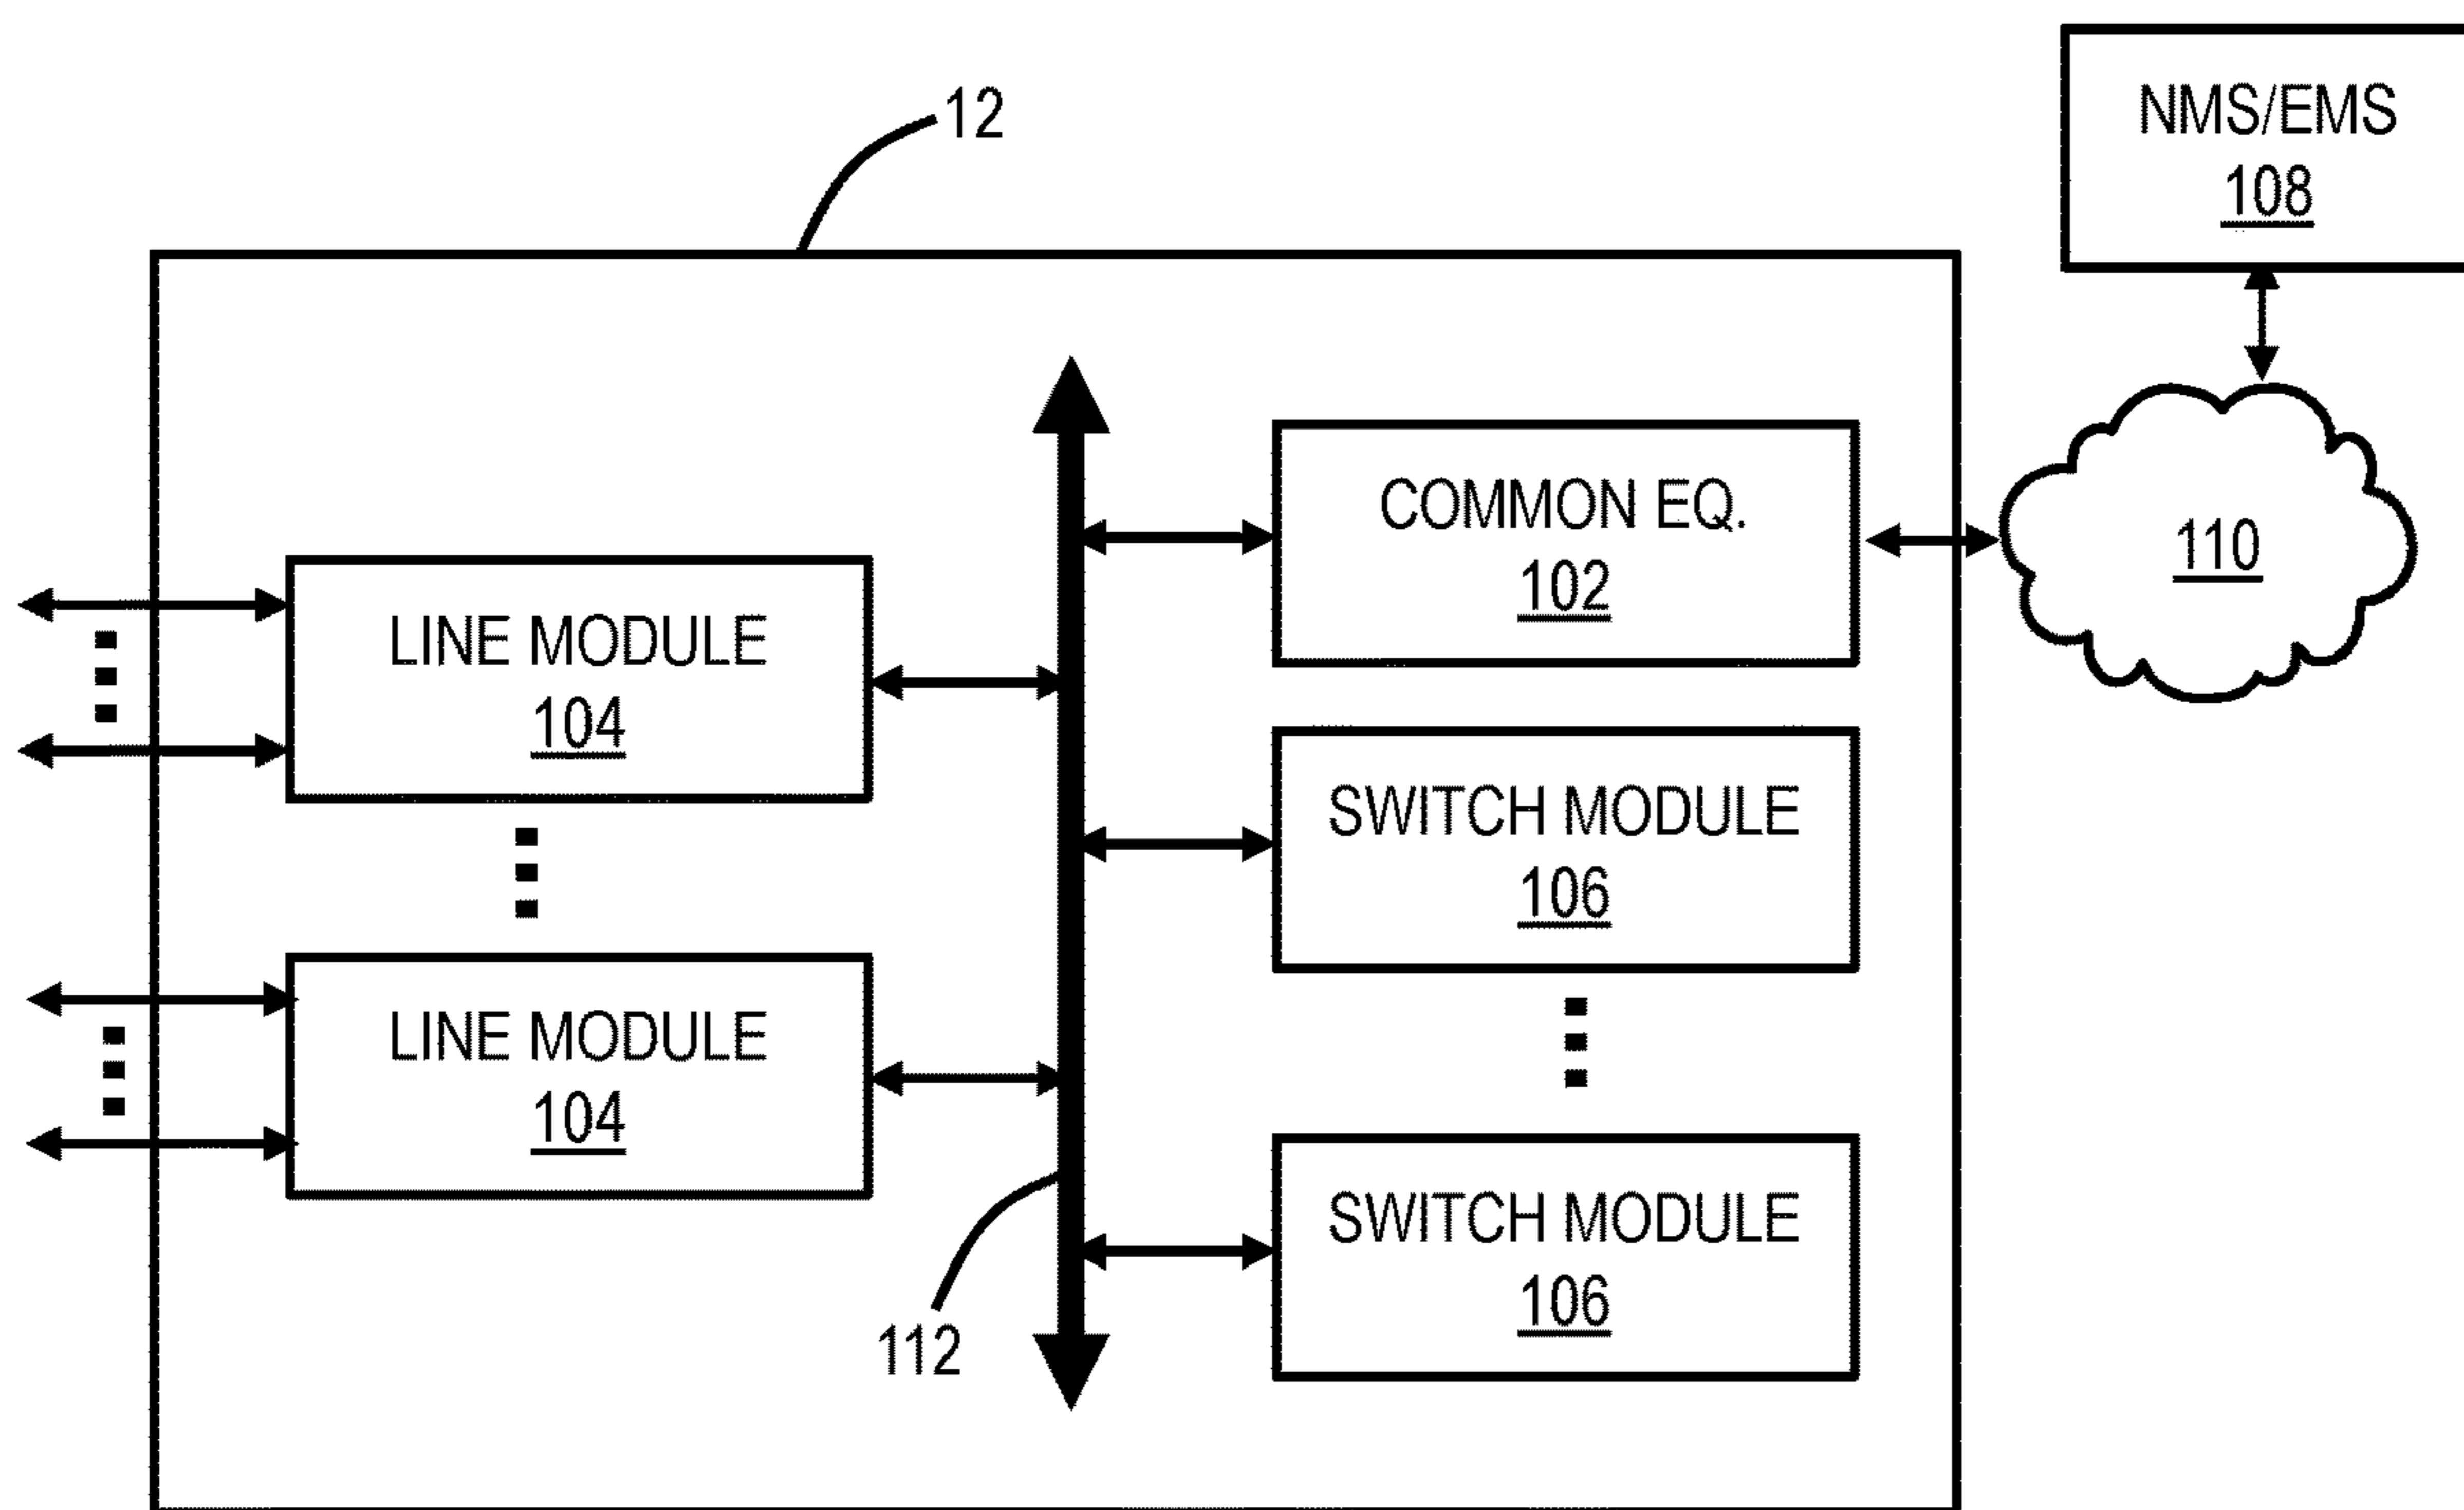 12
NMS/EMS
108
COMMON EQ.
102
110
LINE MODULE
104
SWITCH MODULE
106
LINE MODULE
104
SWITCH MODULE
106
112